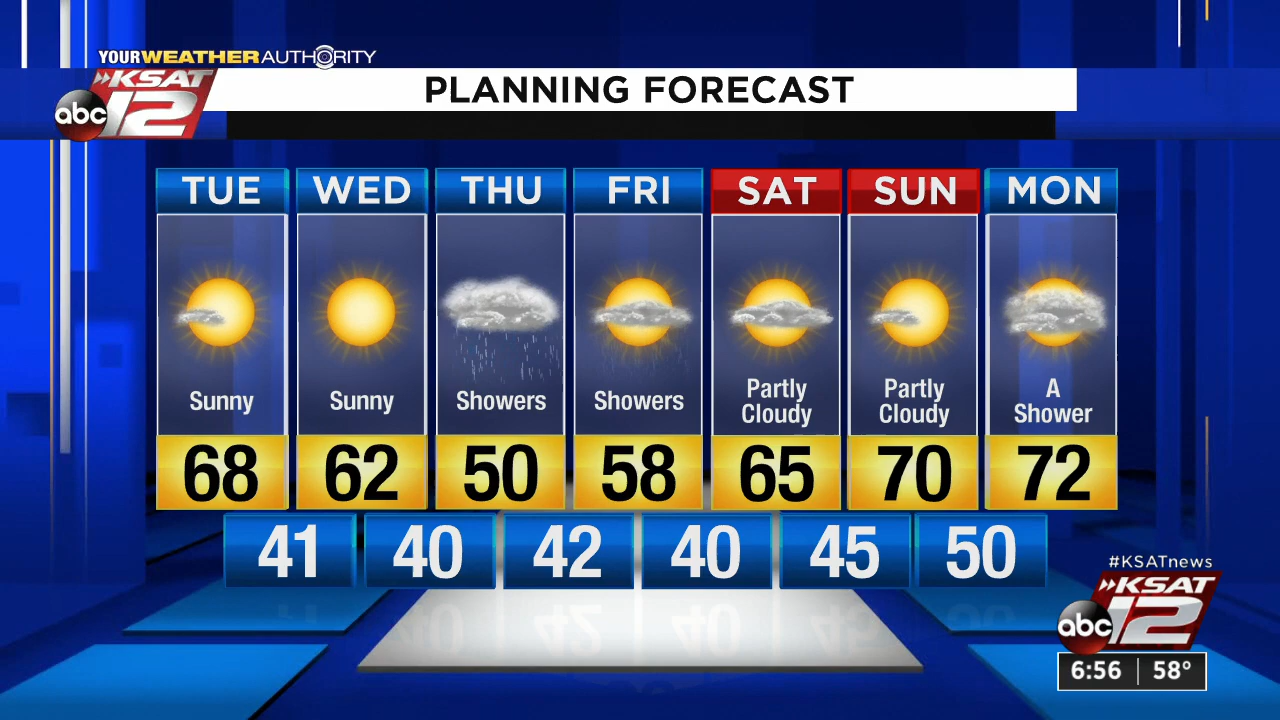 YOURWEATHERAUTHORITY
KSAT
abc 12
PLANNING FORECAST
TUE WED THU FRI SAT SUN MON
Sunny Sunny Showers Showers Partly Cloudy Partly Cloudy A Shower
68 62 50 58 65 70 72
41 40 42 40 45 50
#KSATnews
KSAT
abc 12
6:56 58°